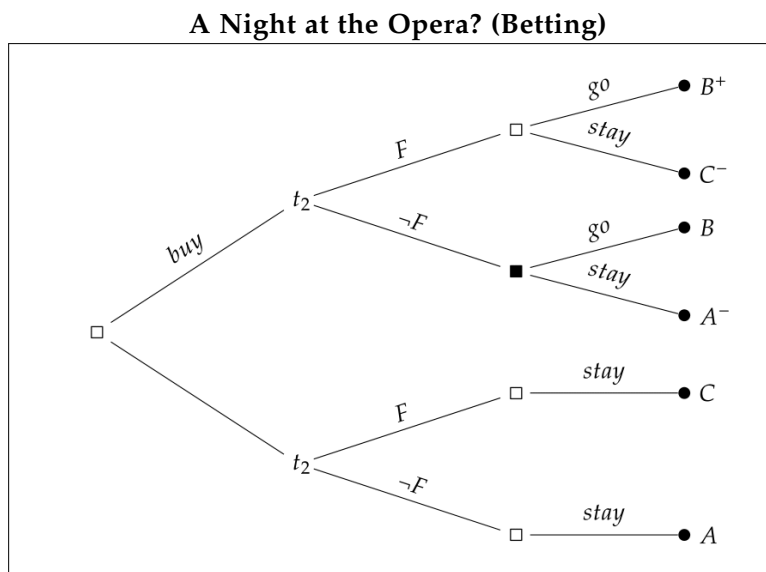 A Night at the Opera? (Betting)
go
B⁺
stay
C⁻
F
t₂
¬F
go
B
stay
A⁻
buy
F
stay
C
t₂
¬F
stay
A